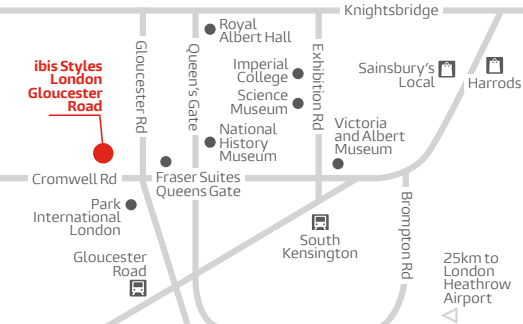 Knightsbridge
Royal
Albert Hall
ibis Styles
London
Gloucester
Road
Gloucester Rd
Queen's Gate
Imperial
College
Science
Museum
Exhibition Rd
Sainsbury's
Local
Harrods
National
History
Museum
Victoria
and Albert
Museum
Cromwell Rd
Fraser Suites
Queens Gate
Park
International
London
Brompton Rd
Gloucester
Road
South
Kensington
25km to
London
Heathrow
Airport